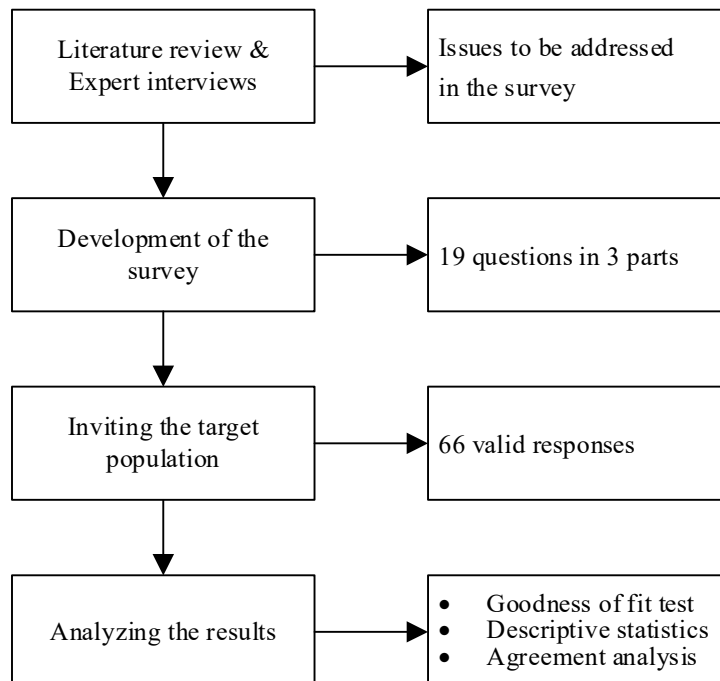 Literature review &
Expert interviews
Issues to be addressed
in the survey
Development of the
survey
19 questions in 3 parts
Inviting the target
population
66 valid responses
Analyzing the results
• Goodness of fit test
• Descriptive statistics
• Agreement analysis